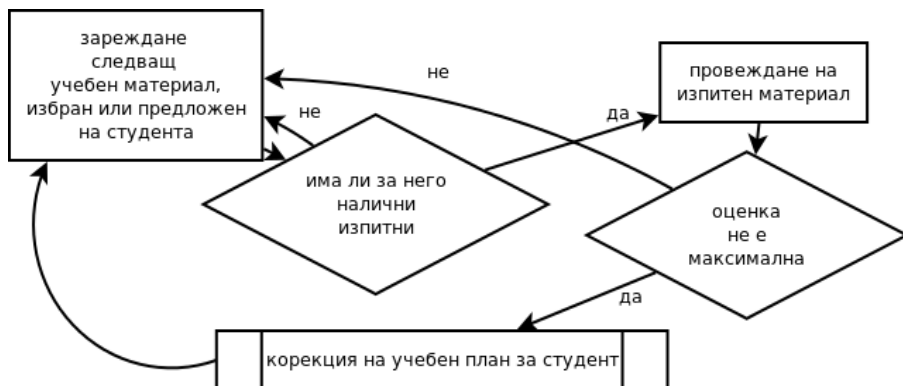 зареждане
следващ
учебен материал,
избран или предложен
на студента
не
не
има ли за него
налични
изпитни
да
провеждане на
изпитен материал
оценка
не е
максимална
да
корекция на учебен план за студент